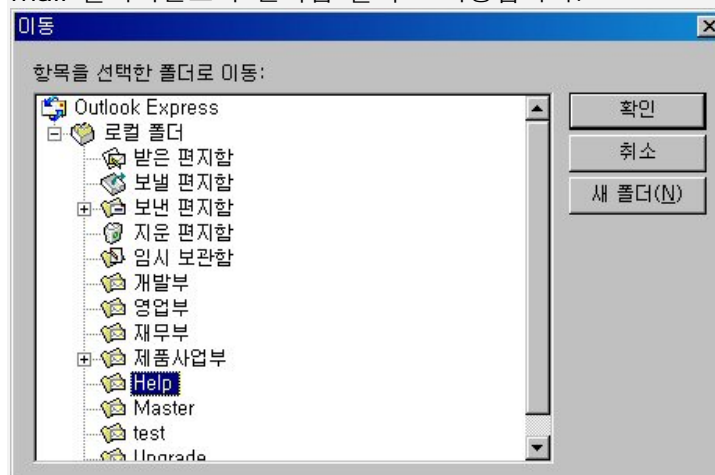 이동
항목을 선택한 폴더로 이동:
Outlook Express
로컬 폴더
받은 편지함
보낼 편지함
보낸 편지함
지운 편지함
임시 보관함
개발부
영업부
재무부
제품사업부
Help
Master
test
Upgrade
확인
취소
새 폴더(N)